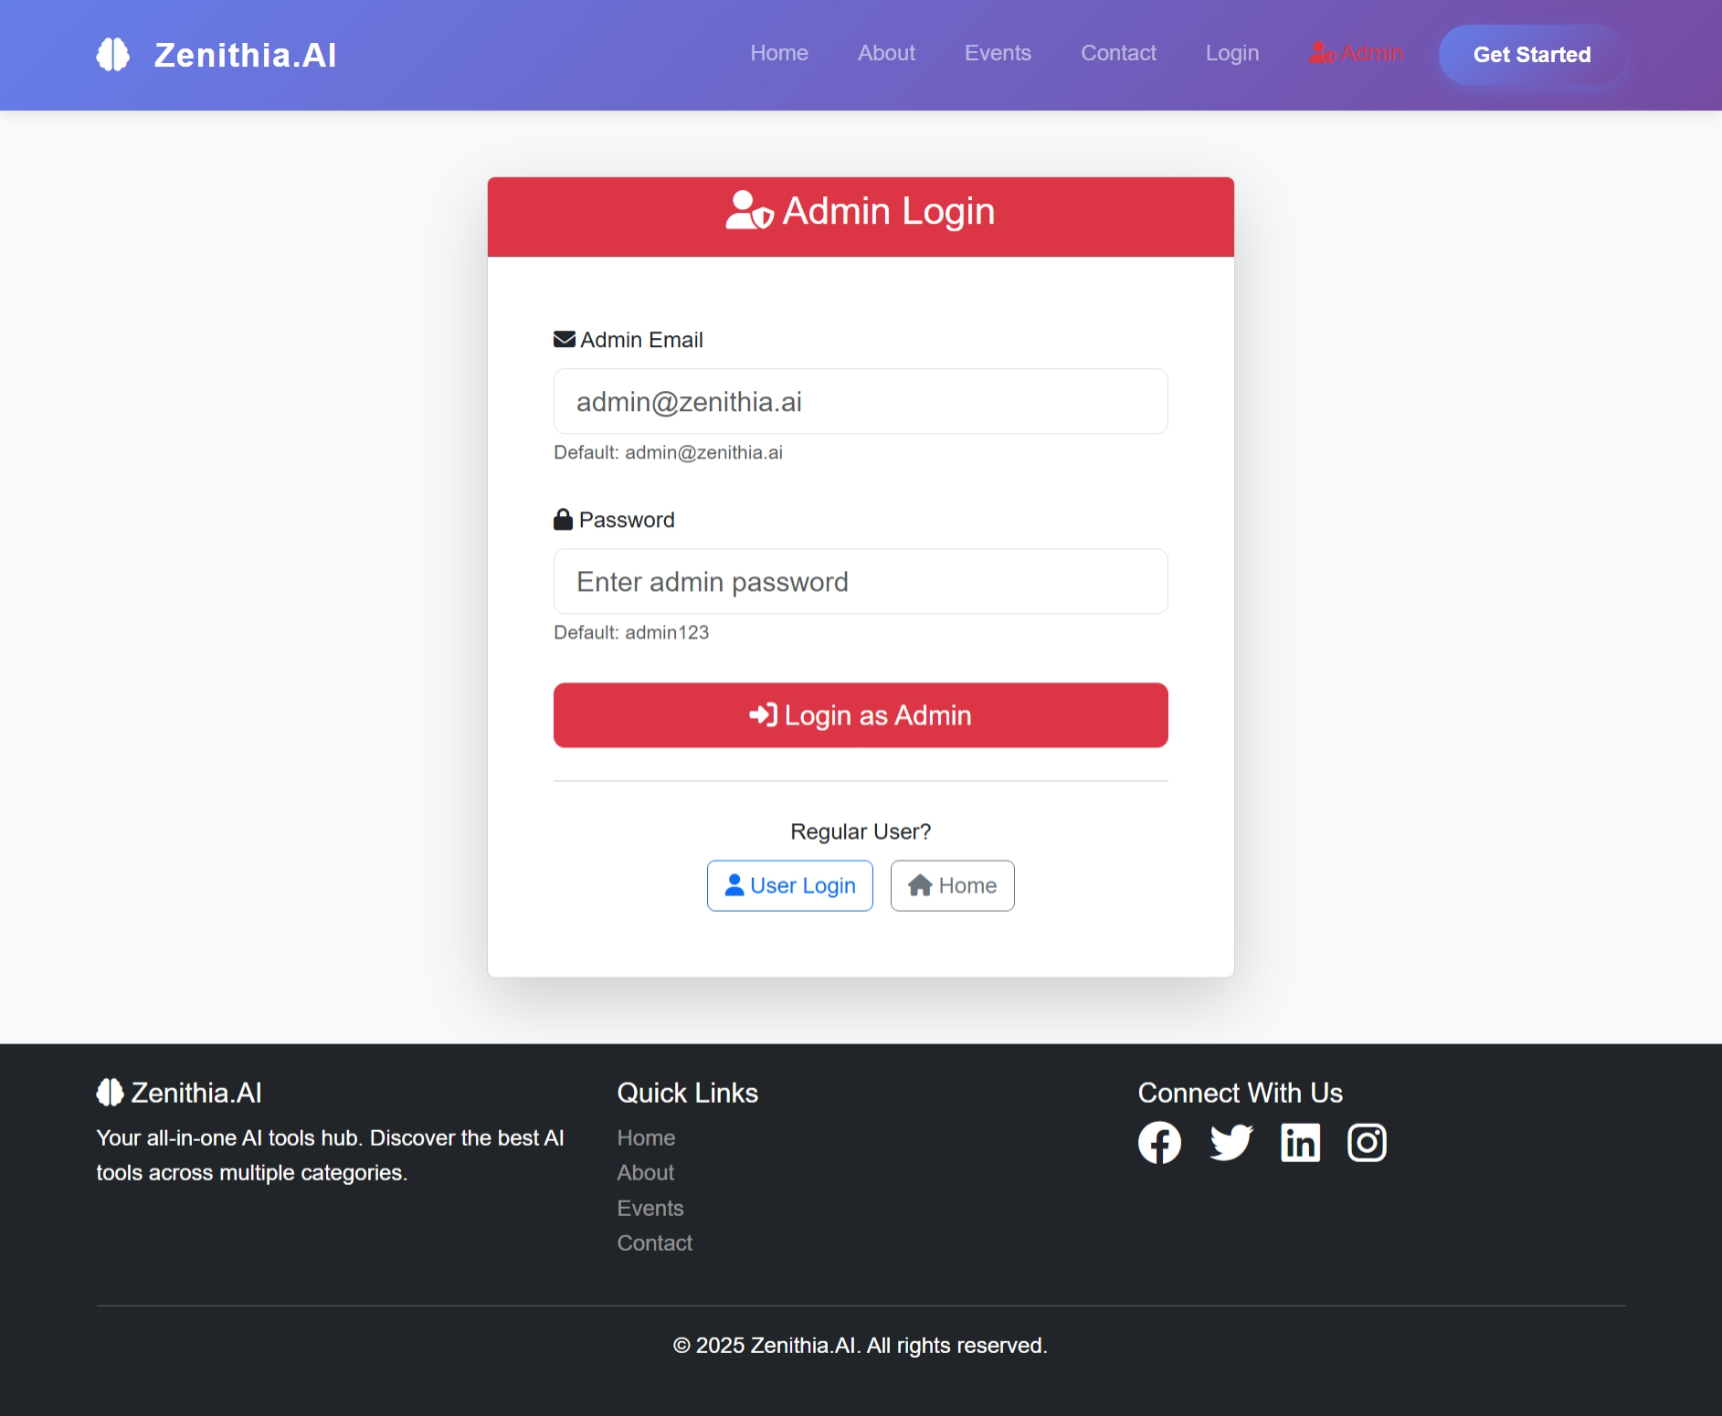 Zenithia.AI
Home About Events Contact Login Admin Get Started
Admin Login
Admin Email
admin@zenithia.ai
Default: admin@zenithia.ai
Password
Enter admin password
Default: admin123
Login as Admin
Regular User?
User Login Home
Zenithia.AI
Your all-in-one AI tools hub. Discover the best AI
tools across multiple categories.
Quick Links
Home
About
Events
Contact
Connect With Us
© 2025 Zenithia.AI. All rights reserved.